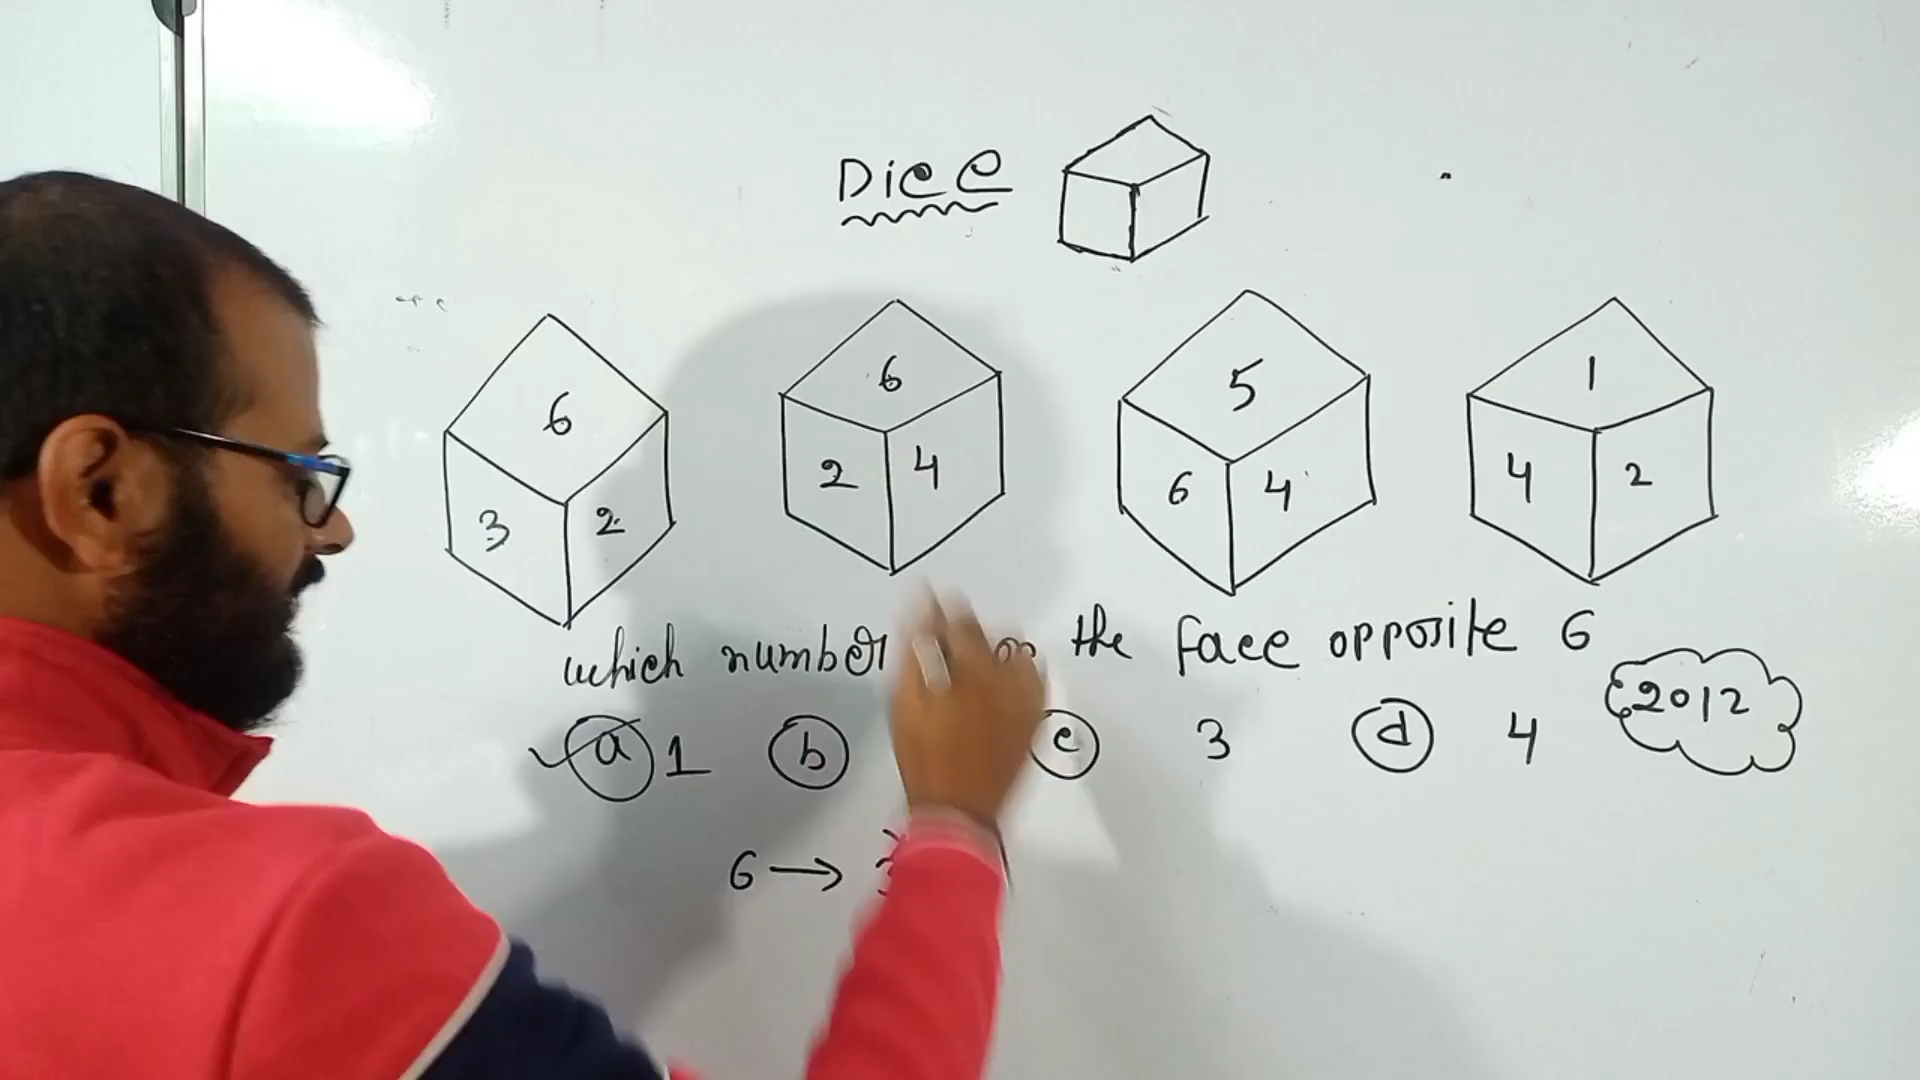 Dice
6
3 2
6
2 4
5
6 4
1
4 2
which number on the face opposite 6
a 1 b c 3 d 4
2012
6 → 3